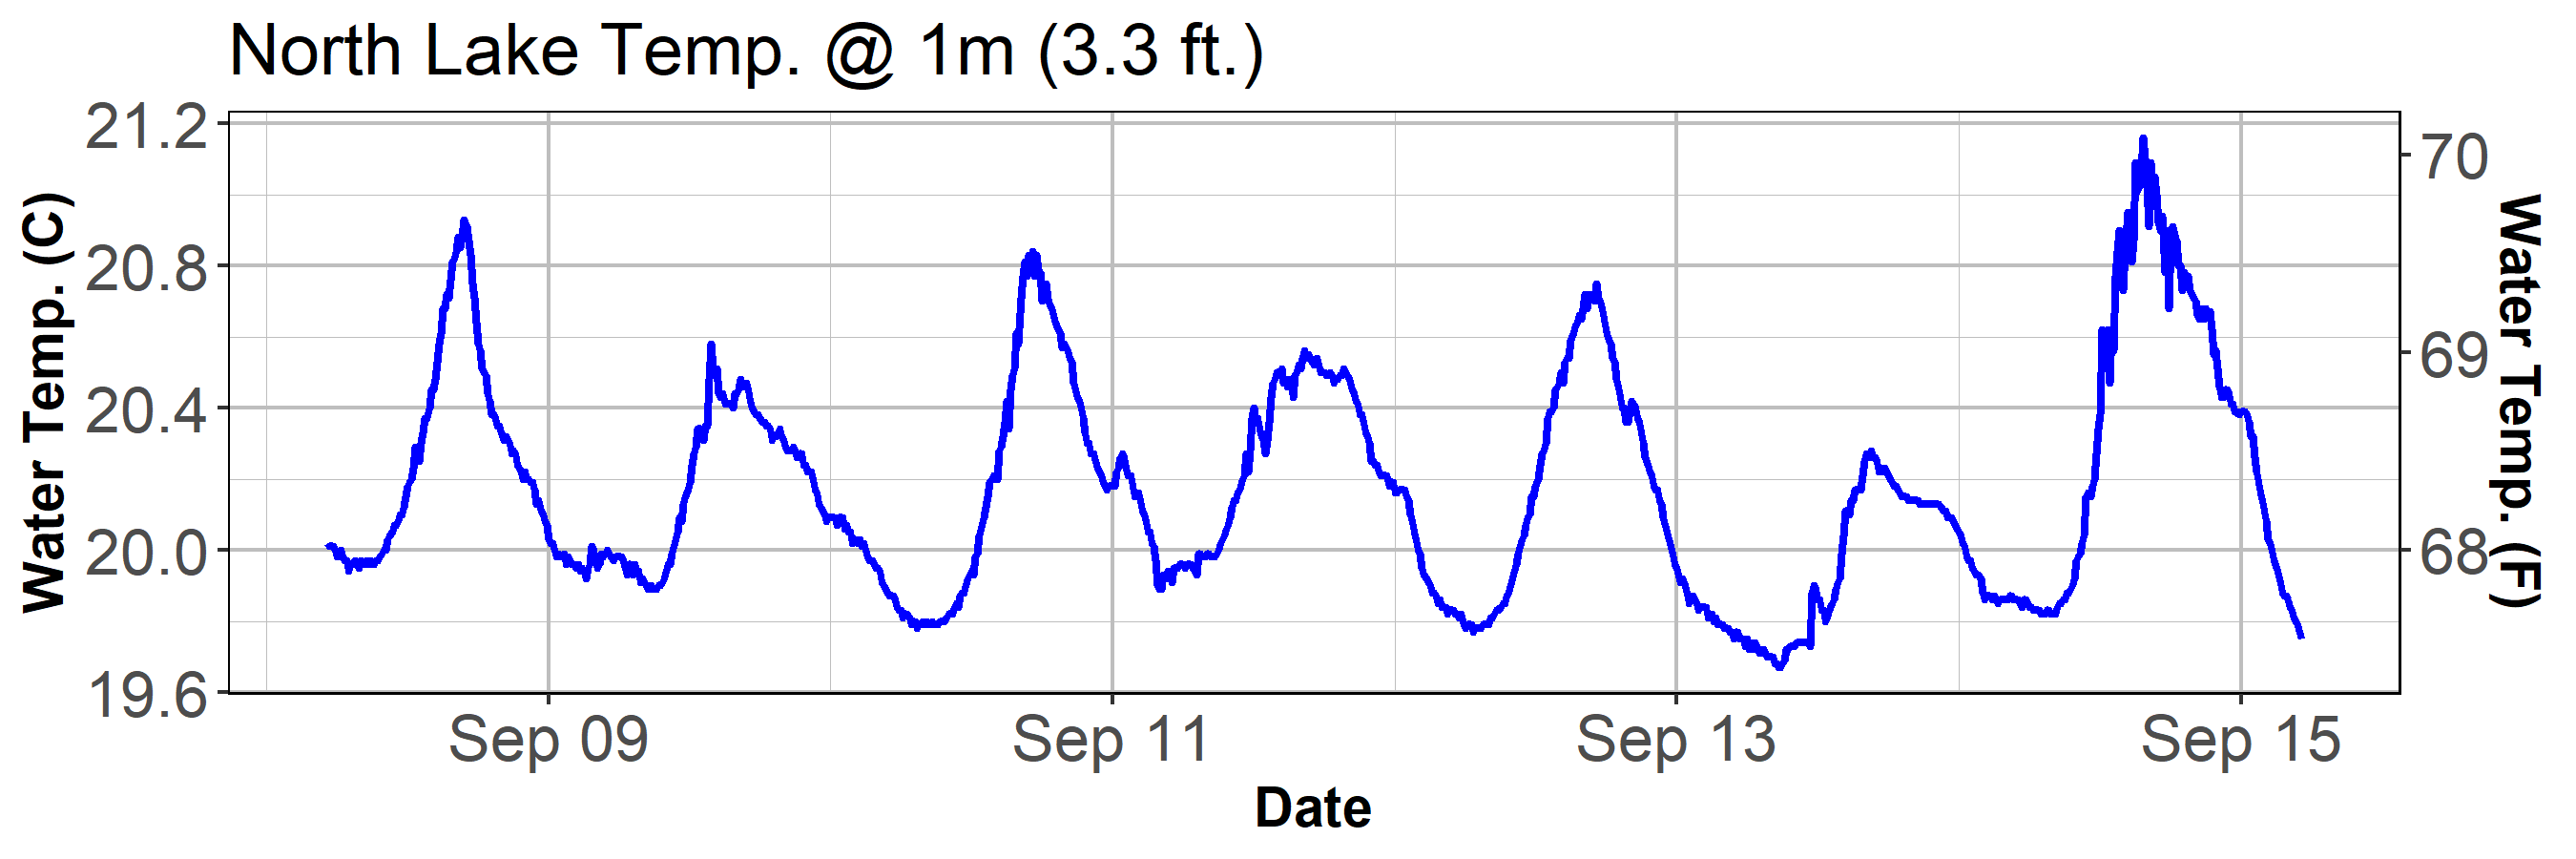 North Lake Temp. @ 1m (3.3 ft.)
Water Temp. (C)
21.2
20.8
20.4
20.0
19.6
70
69
68
Water Temp. (F)
Sep 09 Sep 11 Sep 13 Sep 15
Date